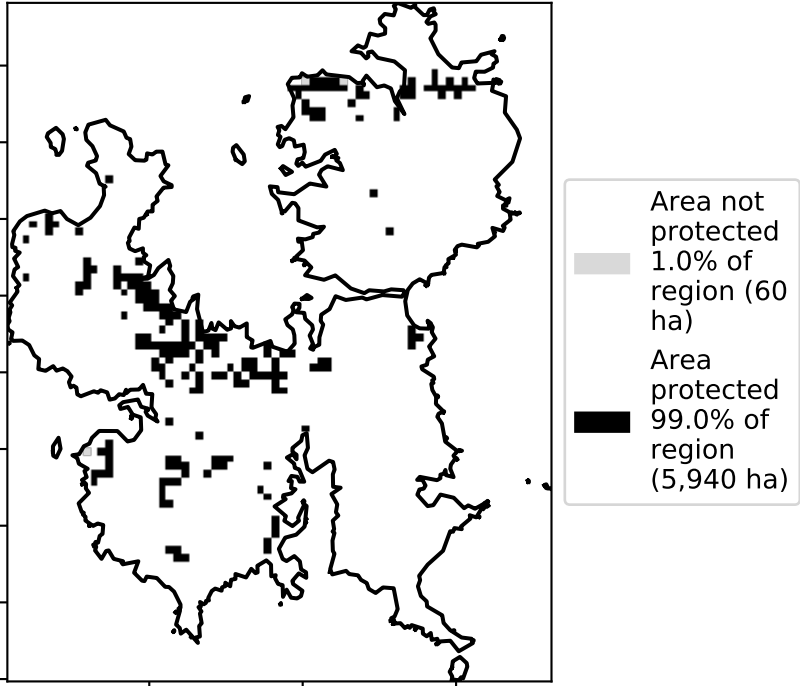 Area not
protected
1.0% of
region (60
ha)
Area
protected
99.0% of
region
(5,940 ha)